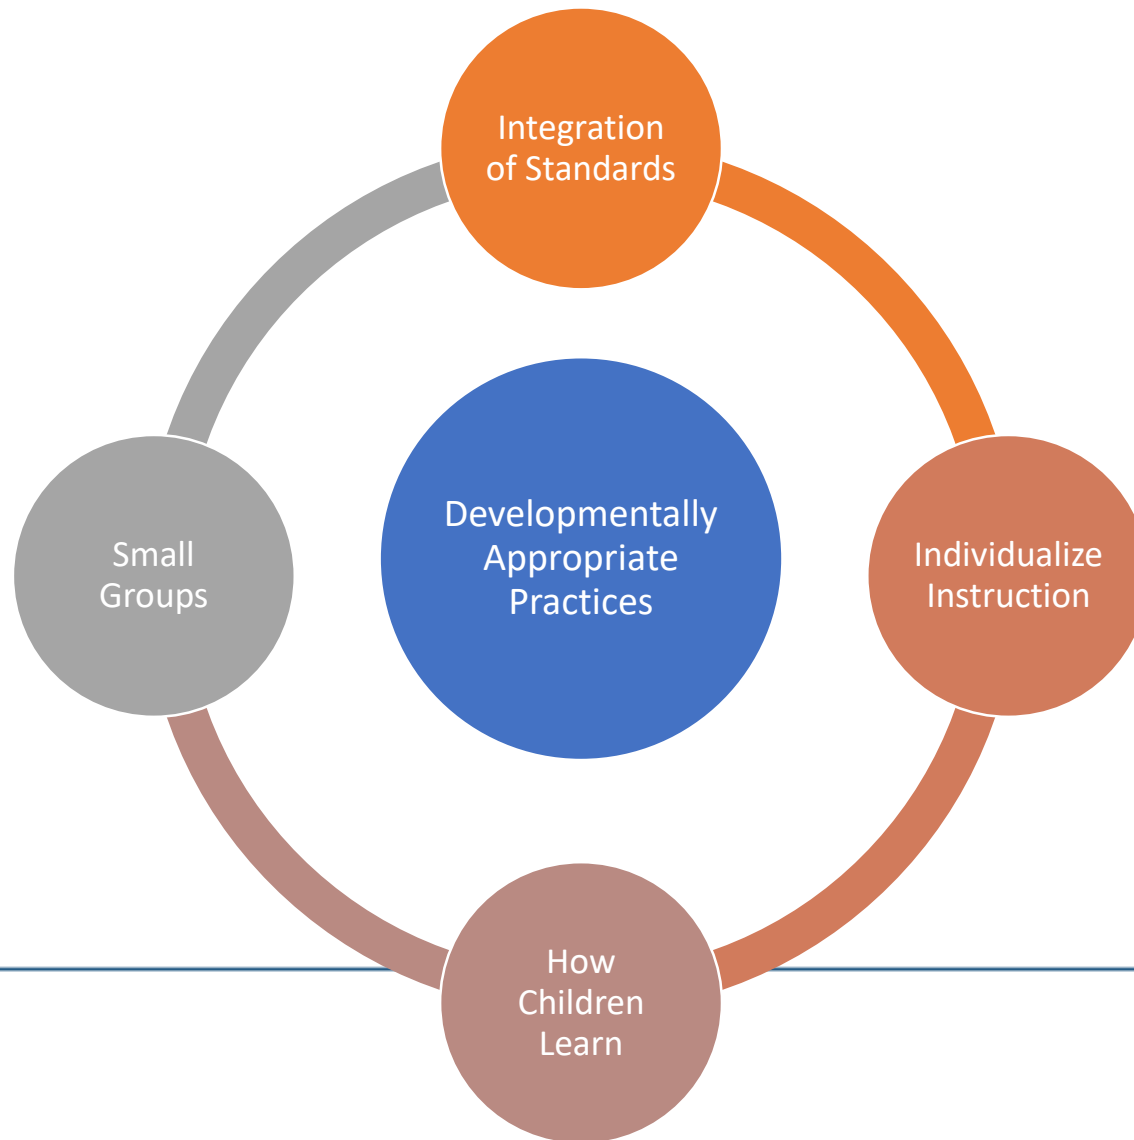 Integration
of Standards
Developmentally
Appropriate
Practices
Small
Groups
Individualize
Instruction
How
Children
Learn